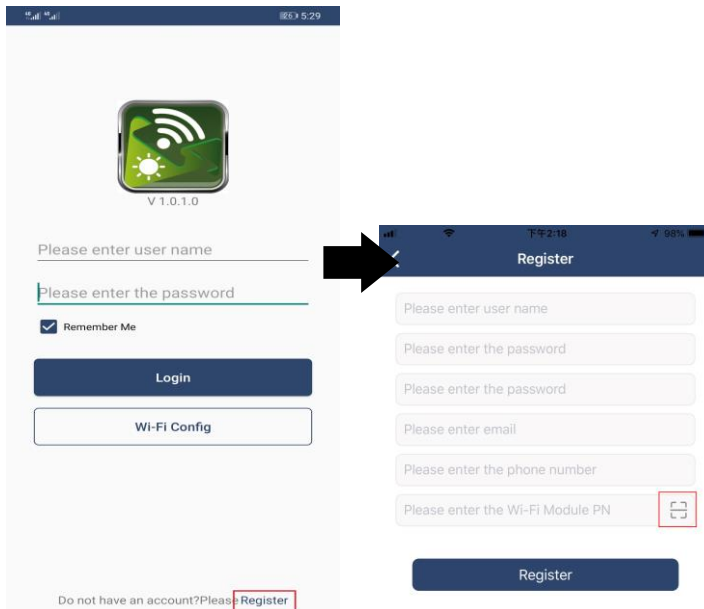 5:29
V 1.0.1.0
Please enter user name
Please enter the password
Remember Me
Login
Wi-Fi Config
Do not have an account?Please Register
下午2:18
98%
Register
Please enter user name
Please enter the password
Please enter the password
Please enter email
Please enter the phone number
Please enter the Wi-Fi Module PN
Register